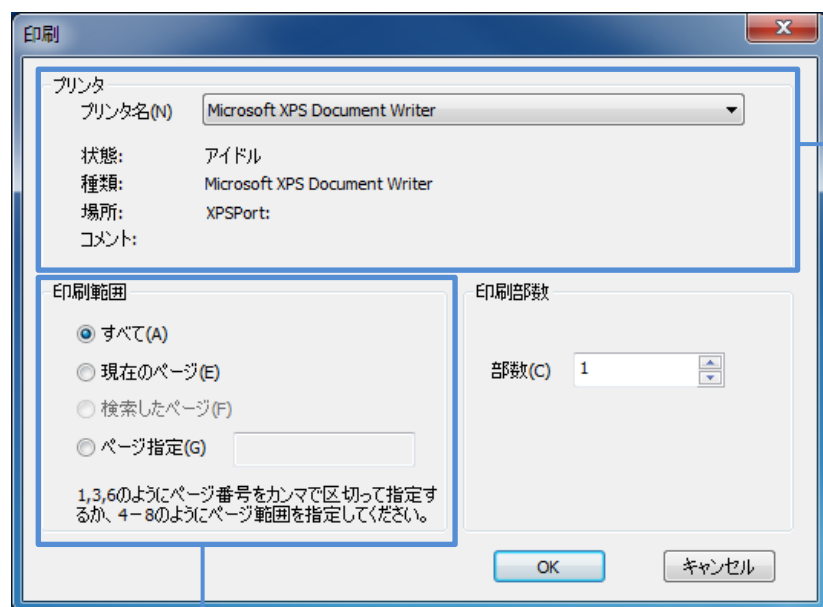 印刷
プリンタ
プリンタ名(N) Microsoft XPS Document Writer
状態: アイドル
種類: Microsoft XPS Document Writer
場所: XPSPort:
コメント:
印刷範囲
すべて(A)
現在のページ(E)
検索したページ(F)
ページ指定(G)
1,3,6のようにページ番号をカンマで区切って指定す
るか、4－8のようにページ範囲を指定してください。
印刷部数
部数(C) 1
OK キャンセル